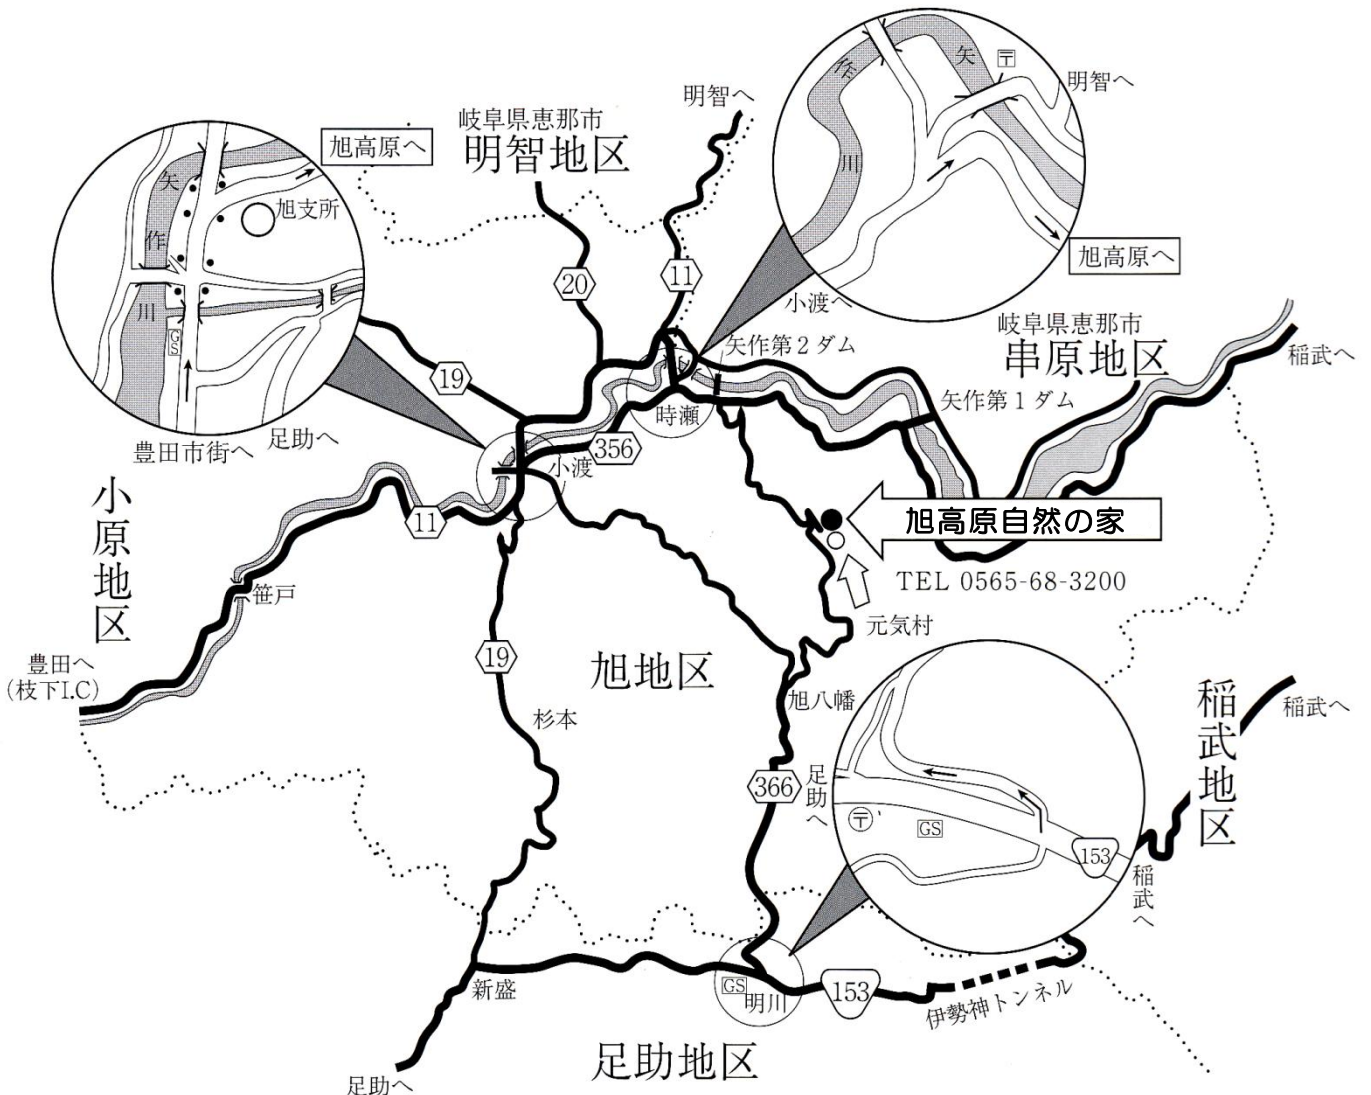 明智へ
岐阜県恵那市
明智地区
旭高原へ
矢
作
川
旭支所
GS
豊田市街へ
足助へ
矢
作
川
〒
明智へ
旭高原へ
小渡へ
岐阜県恵那市
串原地区
稲武へ
20
11
19
矢作第2ダム
矢作第1ダム
時瀬
356
小渡
11
小原地区
笹戸
豊田へ
(枝下I.C)
旭高原自然の家
TEL 0565-68-3200
元気村
19
旭地区
旭八幡
杉本
366
足助へ
〒
GS
153
稲武へ
稲武地区
稲武へ
新盛
GS
明川
153
伊勢神トンネル
足助地区
足助へ